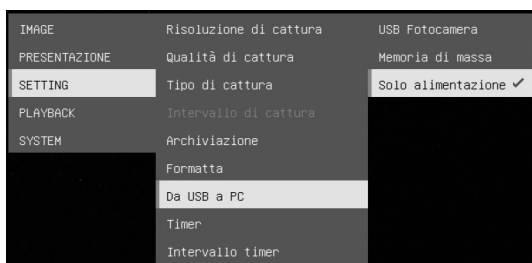 IMAGE
PRESENTAZIONE
SETTING
PLAYBACK
SYSTEM
Risoluzione di cattura
Qualità di cattura
Tipo di cattura
Intervallo di cattura
Archiviazione
Formatta
Da USB a PC
Timer
Intervallo timer
USB Fotocamera
Memoria di massa
Solo alimentazione ✓